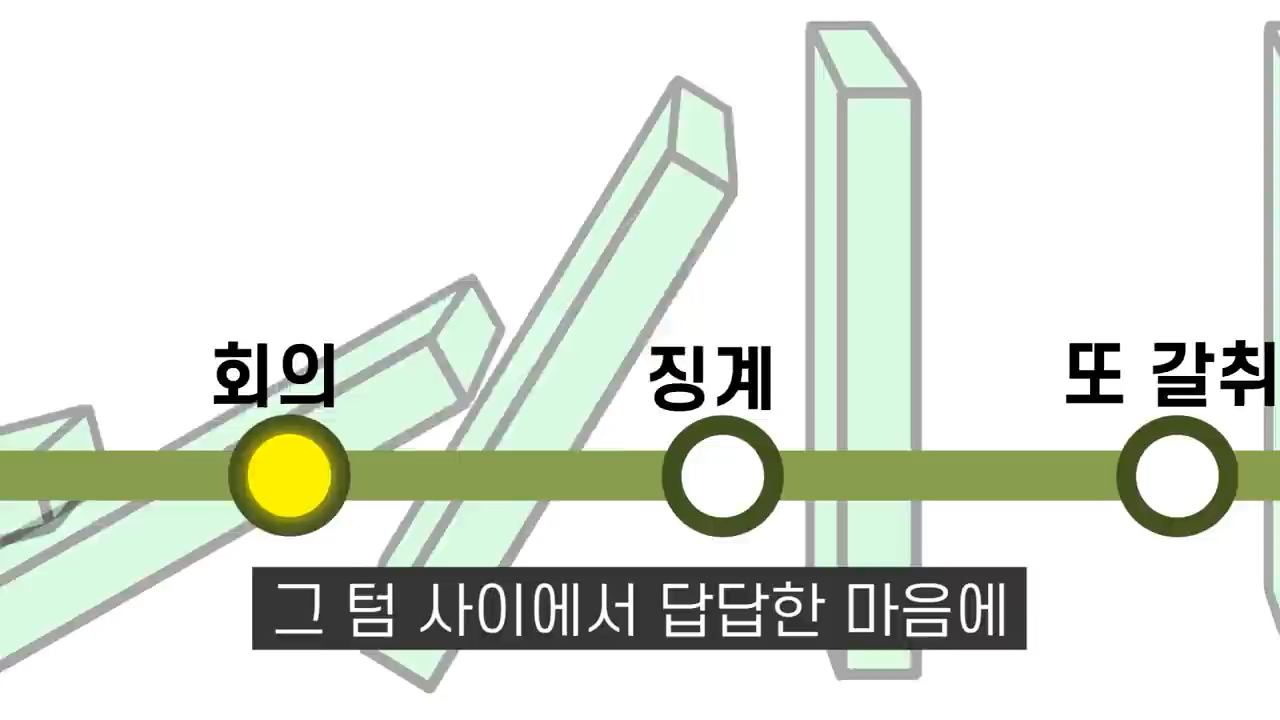 회의
징계
또 갈취
그 텀 사이에서 답답한 마음에